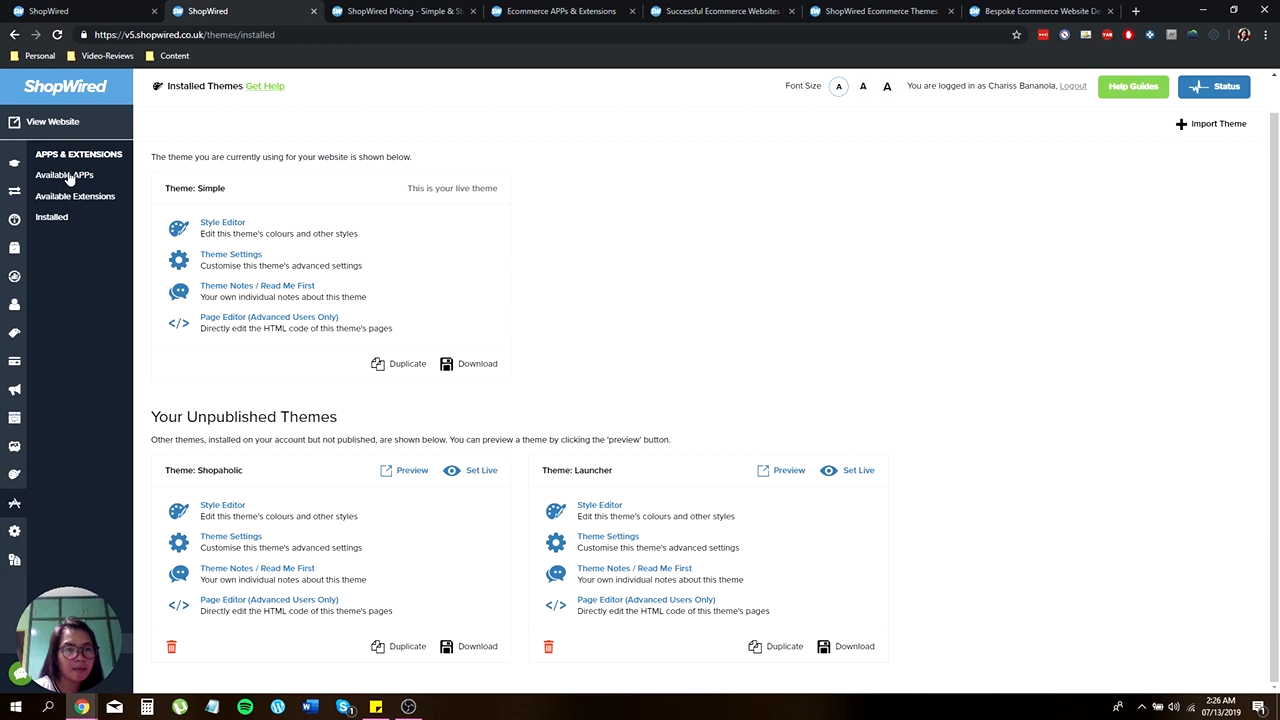 ShopWired
ShopWired
ShopWired Pricing - Simple & St
Ecommerce APPs & Extensions
Successful Ecommerce Websites
ShopWired Ecommerce Themes
Bespoke Ecommerce Website De
https://v5.shopwired.co.uk/themes/installed
Personal
Video-Reviews
Content
ShopWired
Installed Themes Get Help
Font Size A A A
You are logged in as Chariss Bananola, Logout
Help Guides
Status
View Website
Import Theme
APPS & EXTENSIONS
Available APPs
Available Extensions
Installed
The theme you are currently using for your website is shown below.
Theme: Simple
This is your live theme
Style Editor
Edit this theme's colours and other styles
Theme Settings
Customise this theme's advanced settings
Theme Notes / Read Me First
Your own individual notes about this theme
Page Editor (Advanced Users Only)
Directly edit the HTML code of this theme's pages
Duplicate
Download
Your Unpublished Themes
Other themes, installed on your account but not published, are shown below. You can preview a theme by clicking the 'preview' button.
Theme: Shopaholic
Preview
Set Live
Style Editor
Edit this theme's colours and other styles
Theme Settings
Customise this theme's advanced settings
Theme Notes / Read Me First
Your own individual notes about this theme
Page Editor (Advanced Users Only)
Directly edit the HTML code of this theme's pages
Duplicate
Download
Theme: Launcher
Preview
Set Live
Style Editor
Edit this theme's colours and other styles
Theme Settings
Customise this theme's advanced settings
Theme Notes / Read Me First
Your own individual notes about this theme
Page Editor (Advanced Users Only)
Directly edit the HTML code of this theme's pages
Duplicate
Download
2:26 AM
07/13/2019